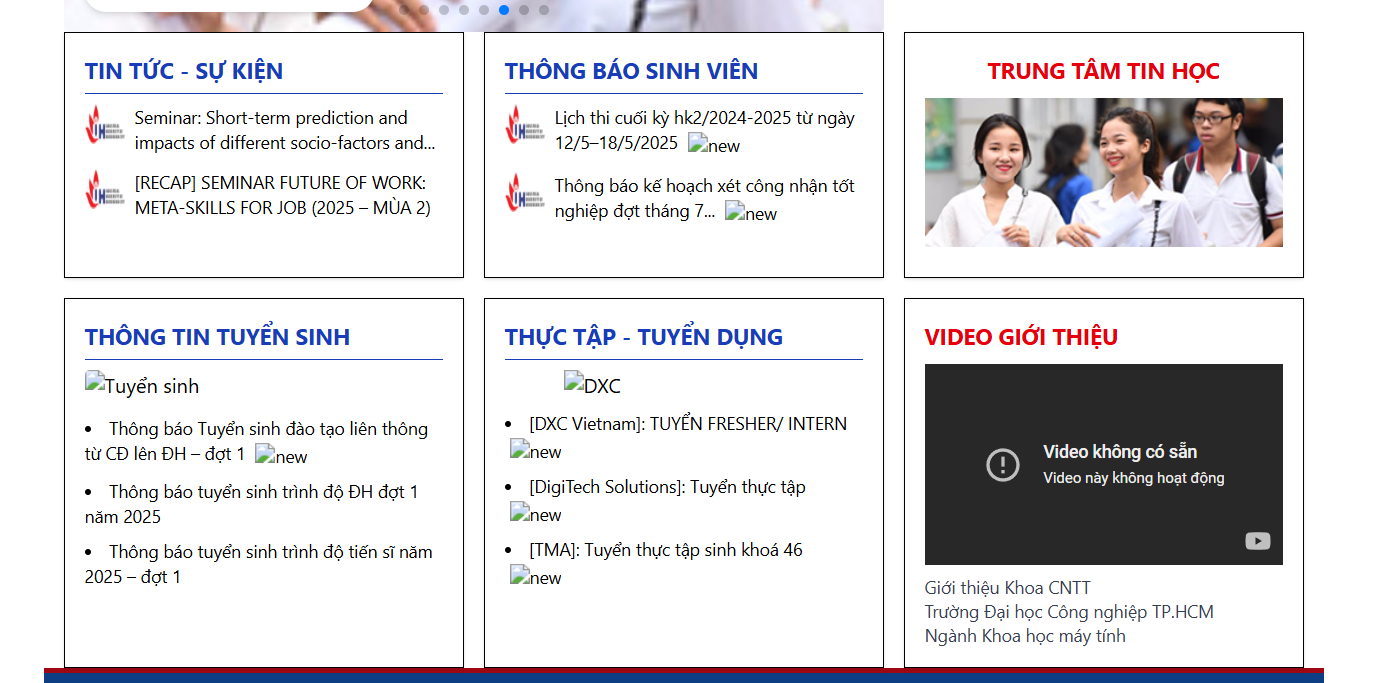 TIN TỨC - SỰ KIỆN
Seminar: Short-term prediction and
impacts of different socio-factors and...
[RECAP] SEMINAR FUTURE OF WORK:
META-SKILLS FOR JOB (2025 – MÙA 2)
THÔNG BÁO SINH VIÊN
Lịch thi cuối kỳ hk2/2024-2025 từ ngày
12/5–18/5/2025 new
Thông báo kế hoạch xét công nhận tốt
nghiệp đợt tháng 7... new
TRUNG TÂM TIN HỌC
THÔNG TIN TUYỂN SINH
Tuyển sinh
• Thông báo Tuyển sinh đào tạo liên thông
từ CĐ lên ĐH – đợt 1 new
• Thông báo tuyển sinh trình độ ĐH đợt 1
năm 2025
• Thông báo tuyển sinh trình độ tiến sĩ năm
2025 – đợt 1
THỰC TẬP - TUYỂN DỤNG
DXC
• [DXC Vietnam]: TUYỂN FRESHER/ INTERN
new
• [DigiTech Solutions]: Tuyển thực tập
new
• [TMA]: Tuyển thực tập sinh khoá 46
new
VIDEO GIỚI THIỆU
Video không có sẵn
Video này không hoạt động
Giới thiệu Khoa CNTT
Trường Đại học Công nghiệp TP.HCM
Ngành Khoa học máy tính